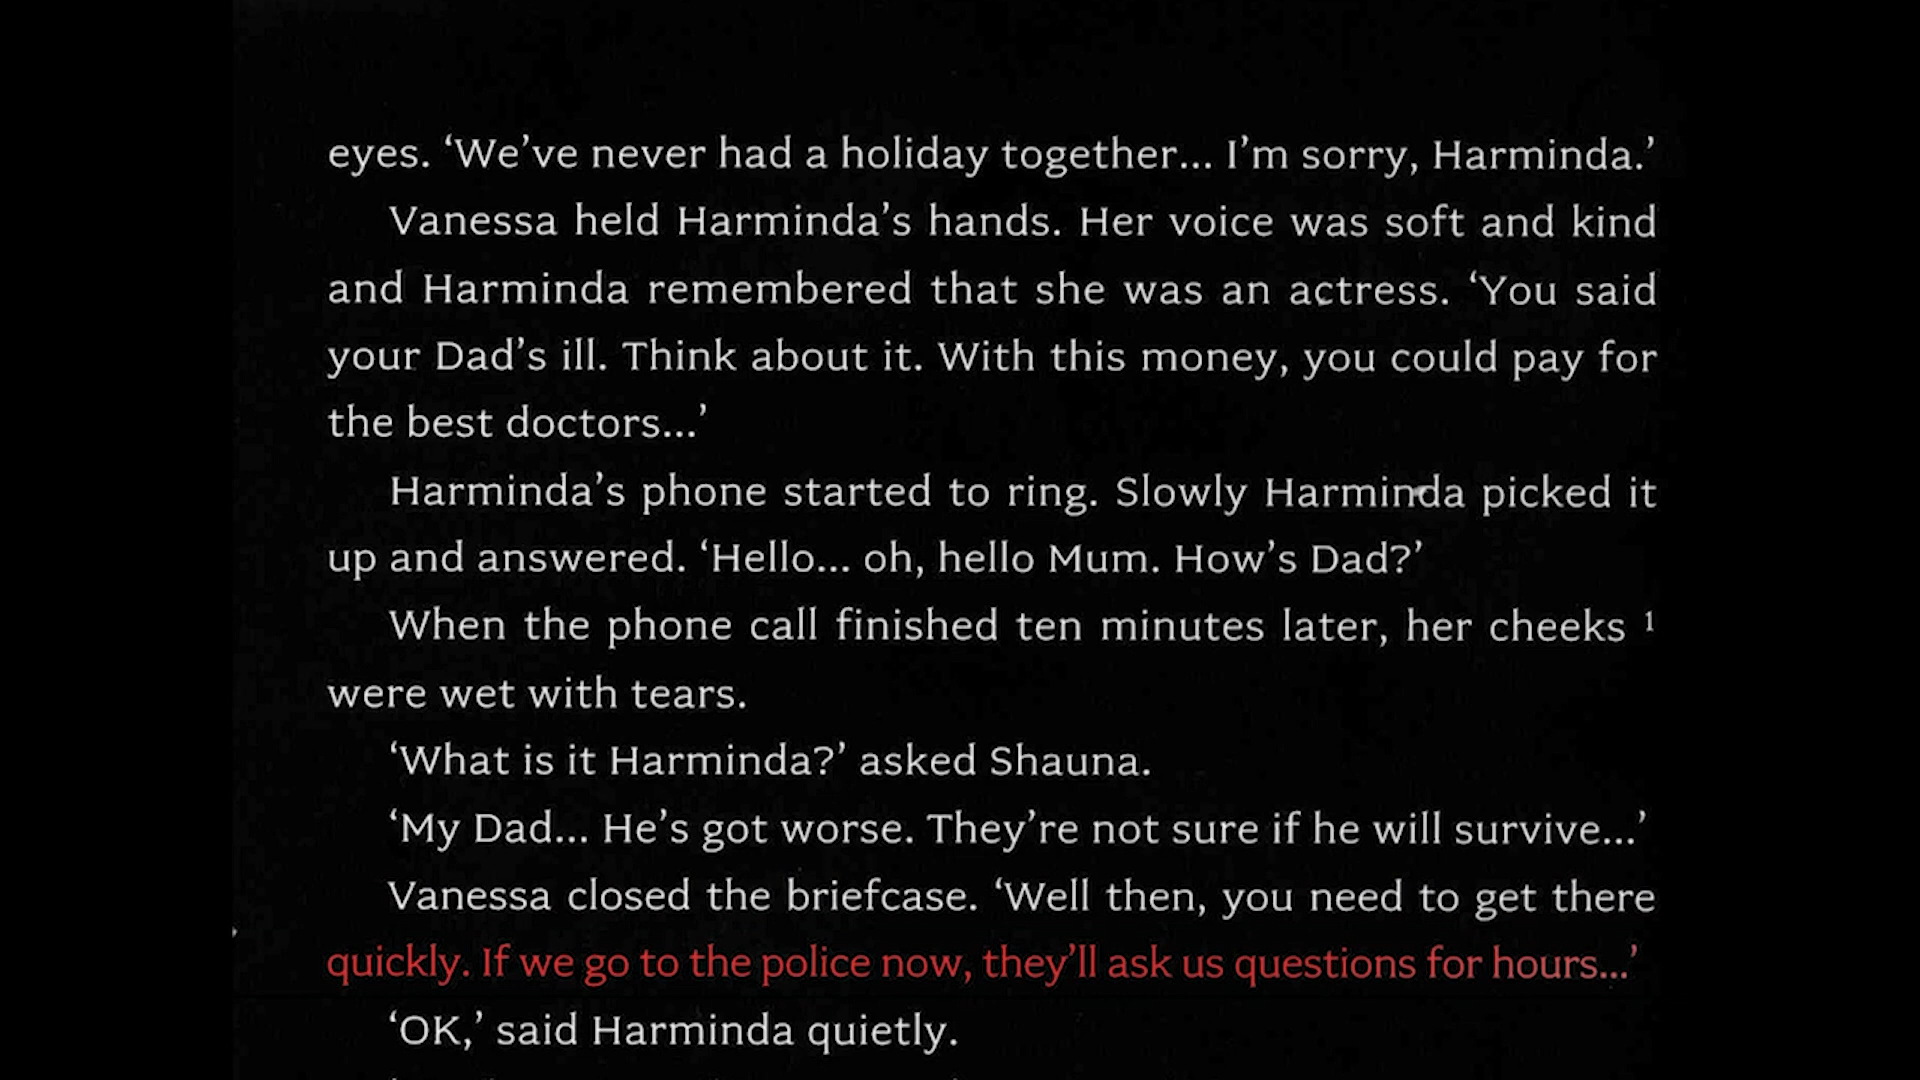 eyes. ‘We’ve never had a holiday together... I’m sorry, Harminda.’
Vanessa held Harminda’s hands. Her voice was soft and kind
and Harminda remembered that she was an actress. ‘You said
your Dad’s ill. Think about it. With this money, you could pay for
the best doctors...’
Harminda’s phone started to ring. Slowly Harminda picked it
up and answered. ‘Hello... oh, hello Mum. How’s Dad?’
When the phone call finished ten minutes later, her cheeks 1
were wet with tears.
‘What is it Harminda?’ asked Shauna.
‘My Dad... He’s got worse. They’re not sure if he will survive...’
Vanessa closed the briefcase. ‘Well then, you need to get there
quickly. If we go to the police now, they’ll ask us questions for hours...’
‘OK,’ said Harminda quietly.